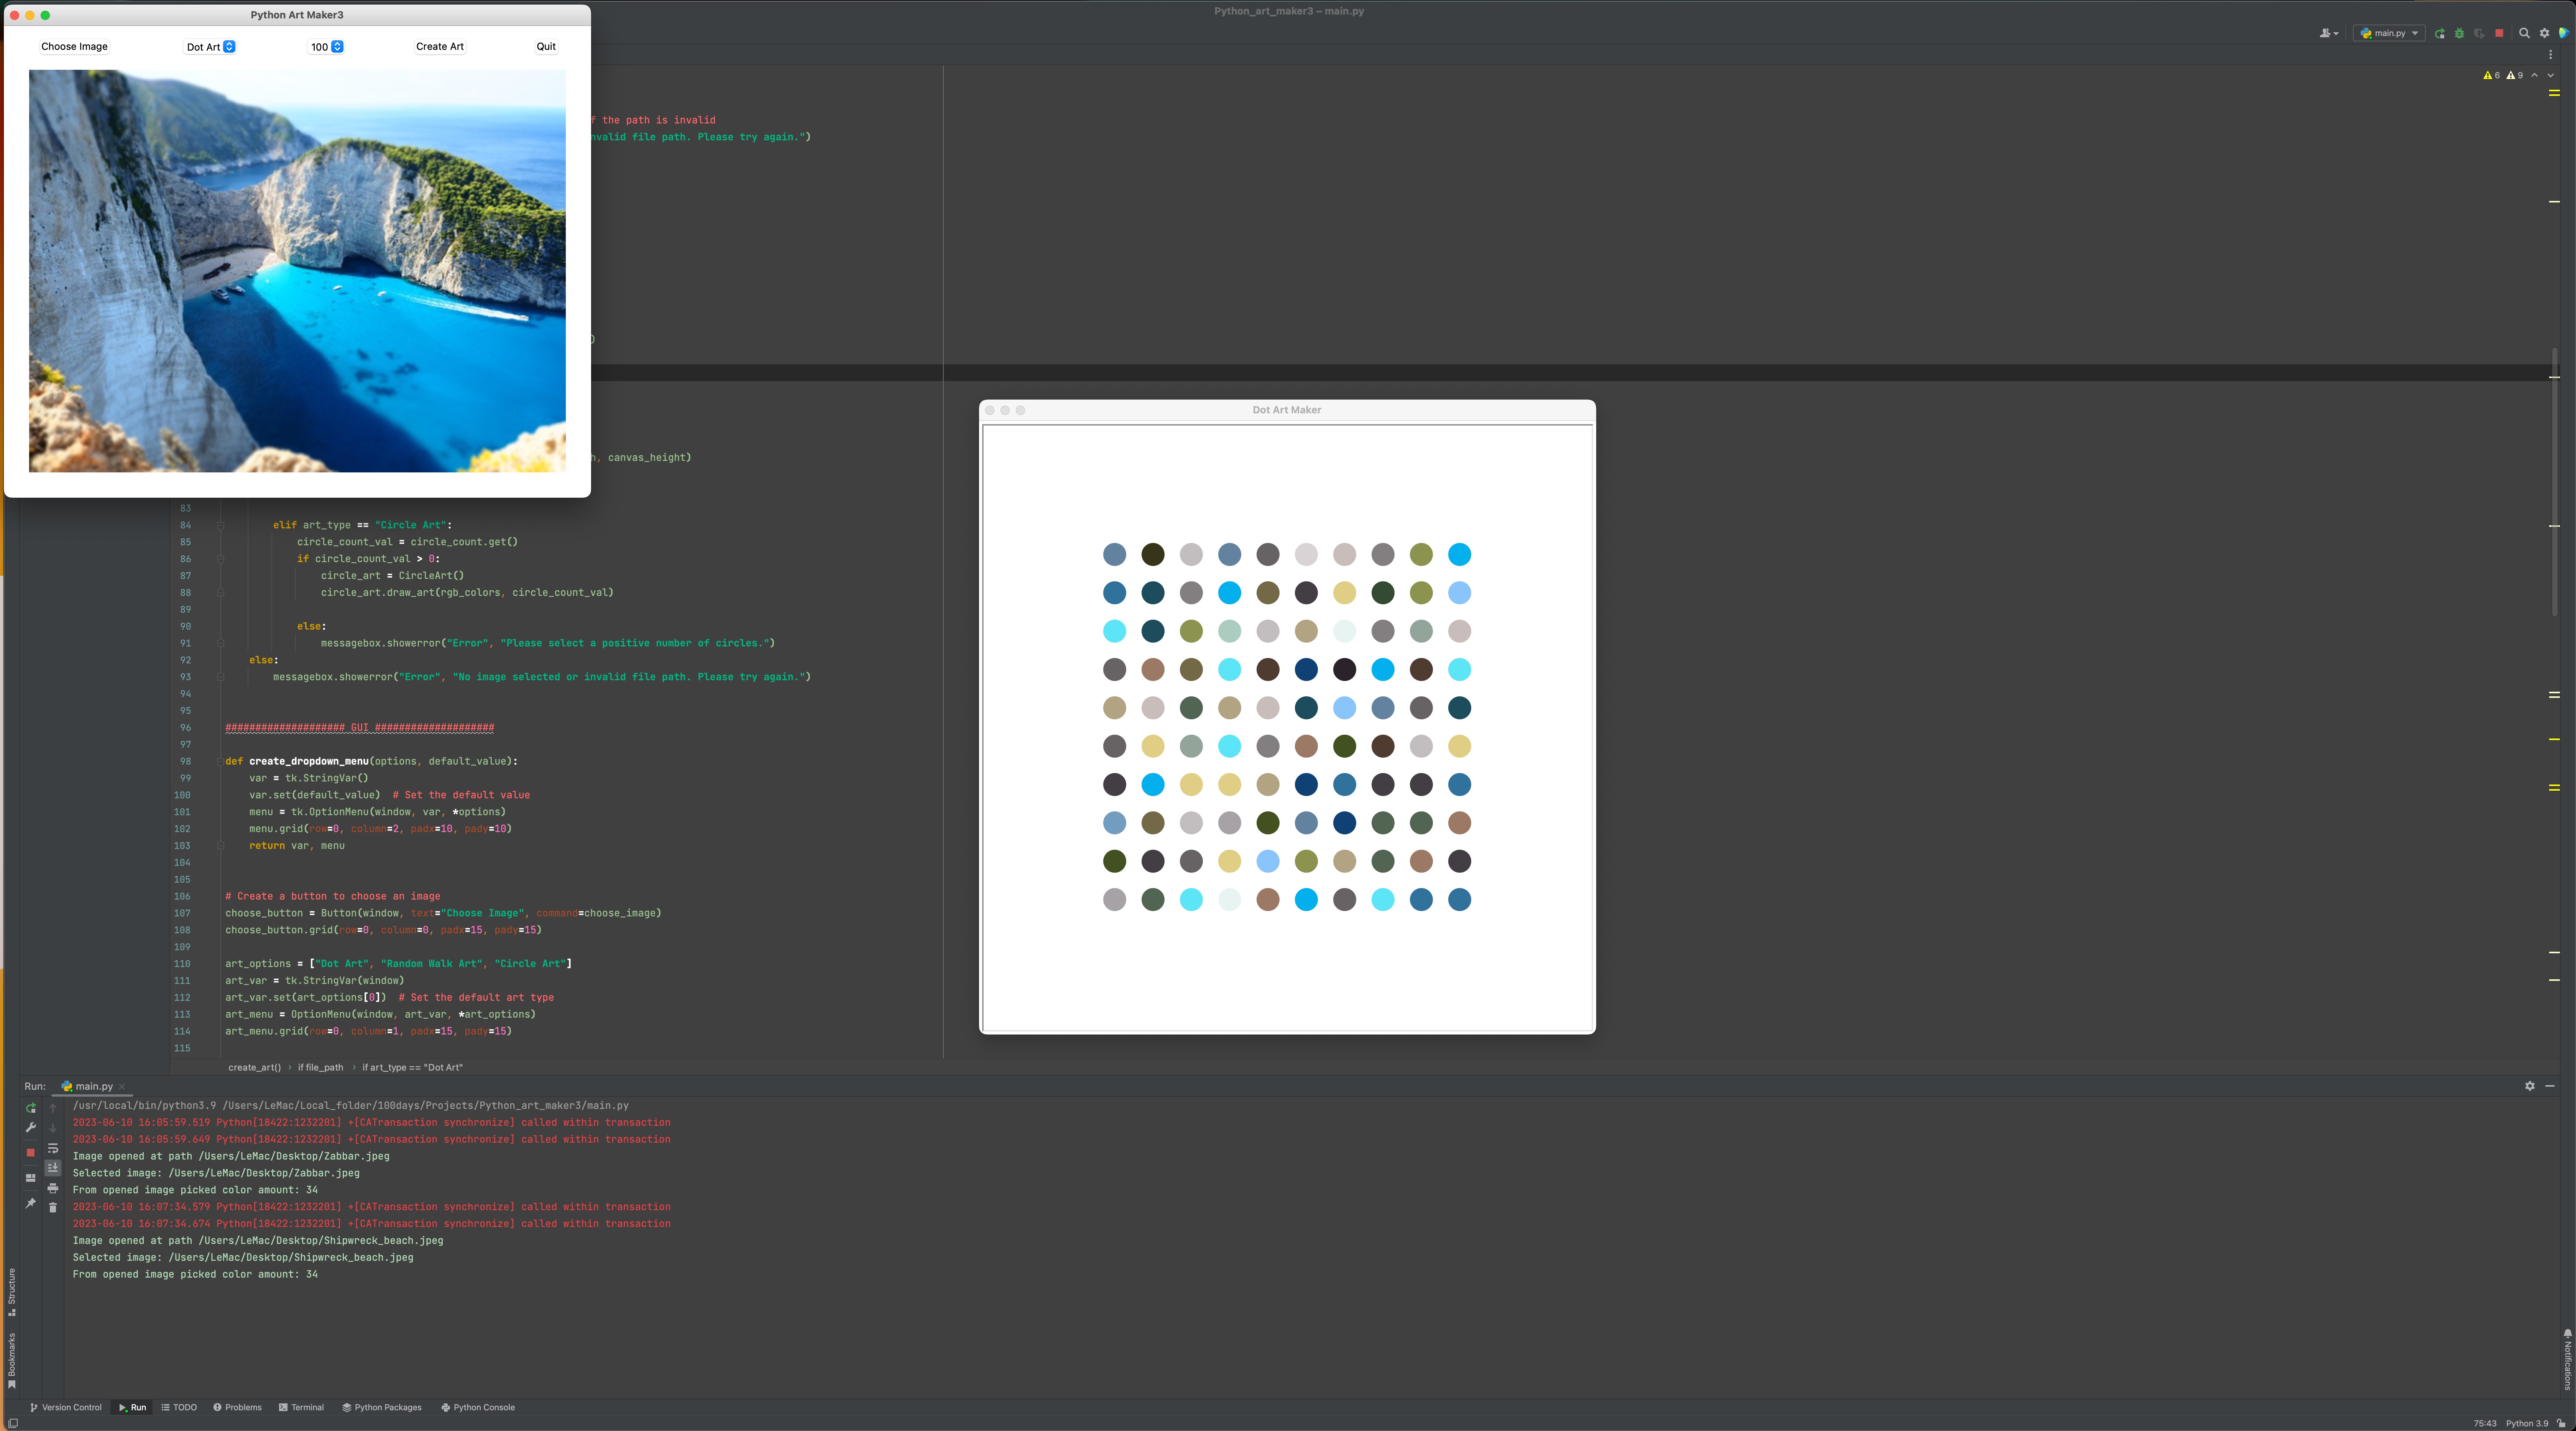 Python Art Maker3
Choose Image
Dot Art
100
Create Art
Quit
Python_art_maker3 – main.py
main.py
6
9
f the path is invalid
nvalid file path. Please try again.")
)
h, canvas_height)
83
84 elif art_type == "Circle Art":
85 circle_count_val = circle_count.get()
86 if circle_count_val > 0:
87 circle_art = CircleArt()
88 circle_art.draw_art(rgb_colors, circle_count_val)
89
90 else:
91 messagebox.showerror("Error", "Please select a positive number of circles.")
92 else:
93 messagebox.showerror("Error", "No image selected or invalid file path. Please try again.")
94
95
96 #################### GUI ####################
97
98 def create_dropdown_menu(options, default_value):
99 var = tk.StringVar()
100 var.set(default_value)  # Set the default value
101 menu = tk.OptionMenu(window, var, *options)
102 menu.grid(row=0, column=2, padx=10, pady=10)
103 return var, menu
104
105
106 # Create a button to choose an image
107 choose_button = Button(window, text="Choose Image", command=choose_image)
108 choose_button.grid(row=0, column=0, padx=15, pady=15)
109
110 art_options = ["Dot Art", "Random Walk Art", "Circle Art"]
111 art_var = tk.StringVar(window)
112 art_var.set(art_options[0])  # Set the default art type
113 art_menu = OptionMenu(window, art_var, *art_options)
114 art_menu.grid(row=0, column=1, padx=15, pady=15)
115
create_art() › if file_path › if art_type == "Dot Art"
Dot Art Maker
Run: main.py
/usr/local/bin/python3.9 /Users/LeMac/Local_folder/100days/Projects/Python_art_maker3/main.py
2023-06-10 16:05:59.519 Python[18422:1232201] +[CATransaction synchronize] called within transaction
2023-06-10 16:05:59.649 Python[18422:1232201] +[CATransaction synchronize] called within transaction
Image opened at path /Users/LeMac/Desktop/Zabbar.jpeg
Selected image: /Users/LeMac/Desktop/Zabbar.jpeg
From opened image picked color amount: 34
2023-06-10 16:07:34.579 Python[18422:1232201] +[CATransaction synchronize] called within transaction
2023-06-10 16:07:34.674 Python[18422:1232201] +[CATransaction synchronize] called within transaction
Image opened at path /Users/LeMac/Desktop/Shipwreck_beach.jpeg
Selected image: /Users/LeMac/Desktop/Shipwreck_beach.jpeg
From opened image picked color amount: 34
Structure
Bookmarks
Notifications
Version Control
Run
TODO
Problems
Terminal
Python Packages
Python Console
75:43
Python 3.9